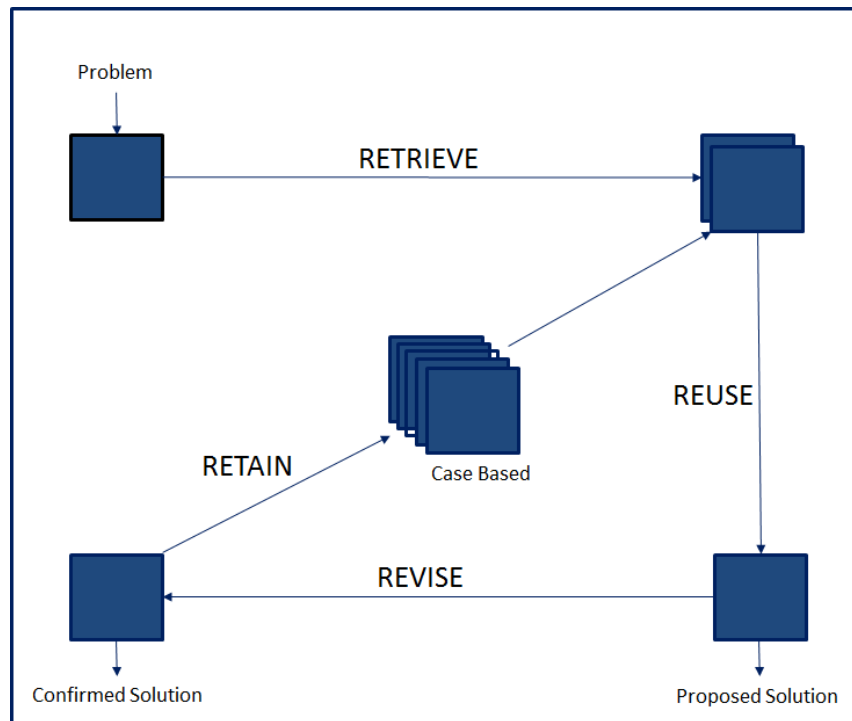 Problem
RETRIEVE
REUSE
Case Based
RETAIN
REVISE
Confirmed Solution
Proposed Solution